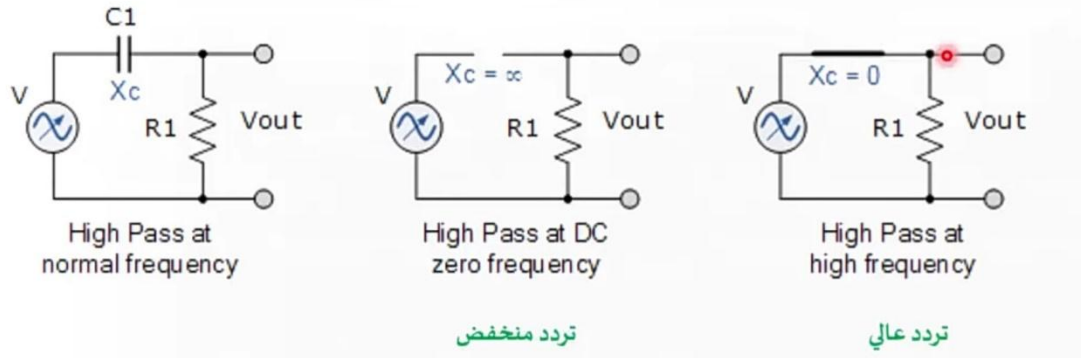 C1
V
Xc
R1
Vout
High Pass at
normal frequency
Xc = ∞
V
R1
Vout
High Pass at DC
zero frequency
تردد منخفض
Xc = 0
V
R1
Vout
High Pass at
high frequency
تردد عالي